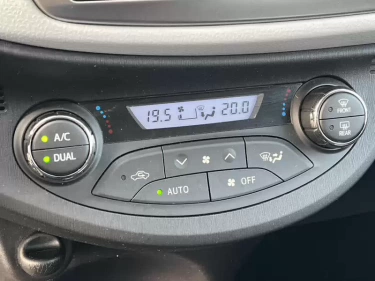 19.5 20.0
A/C
DUAL
FRONT
REAR
AUTO
OFF